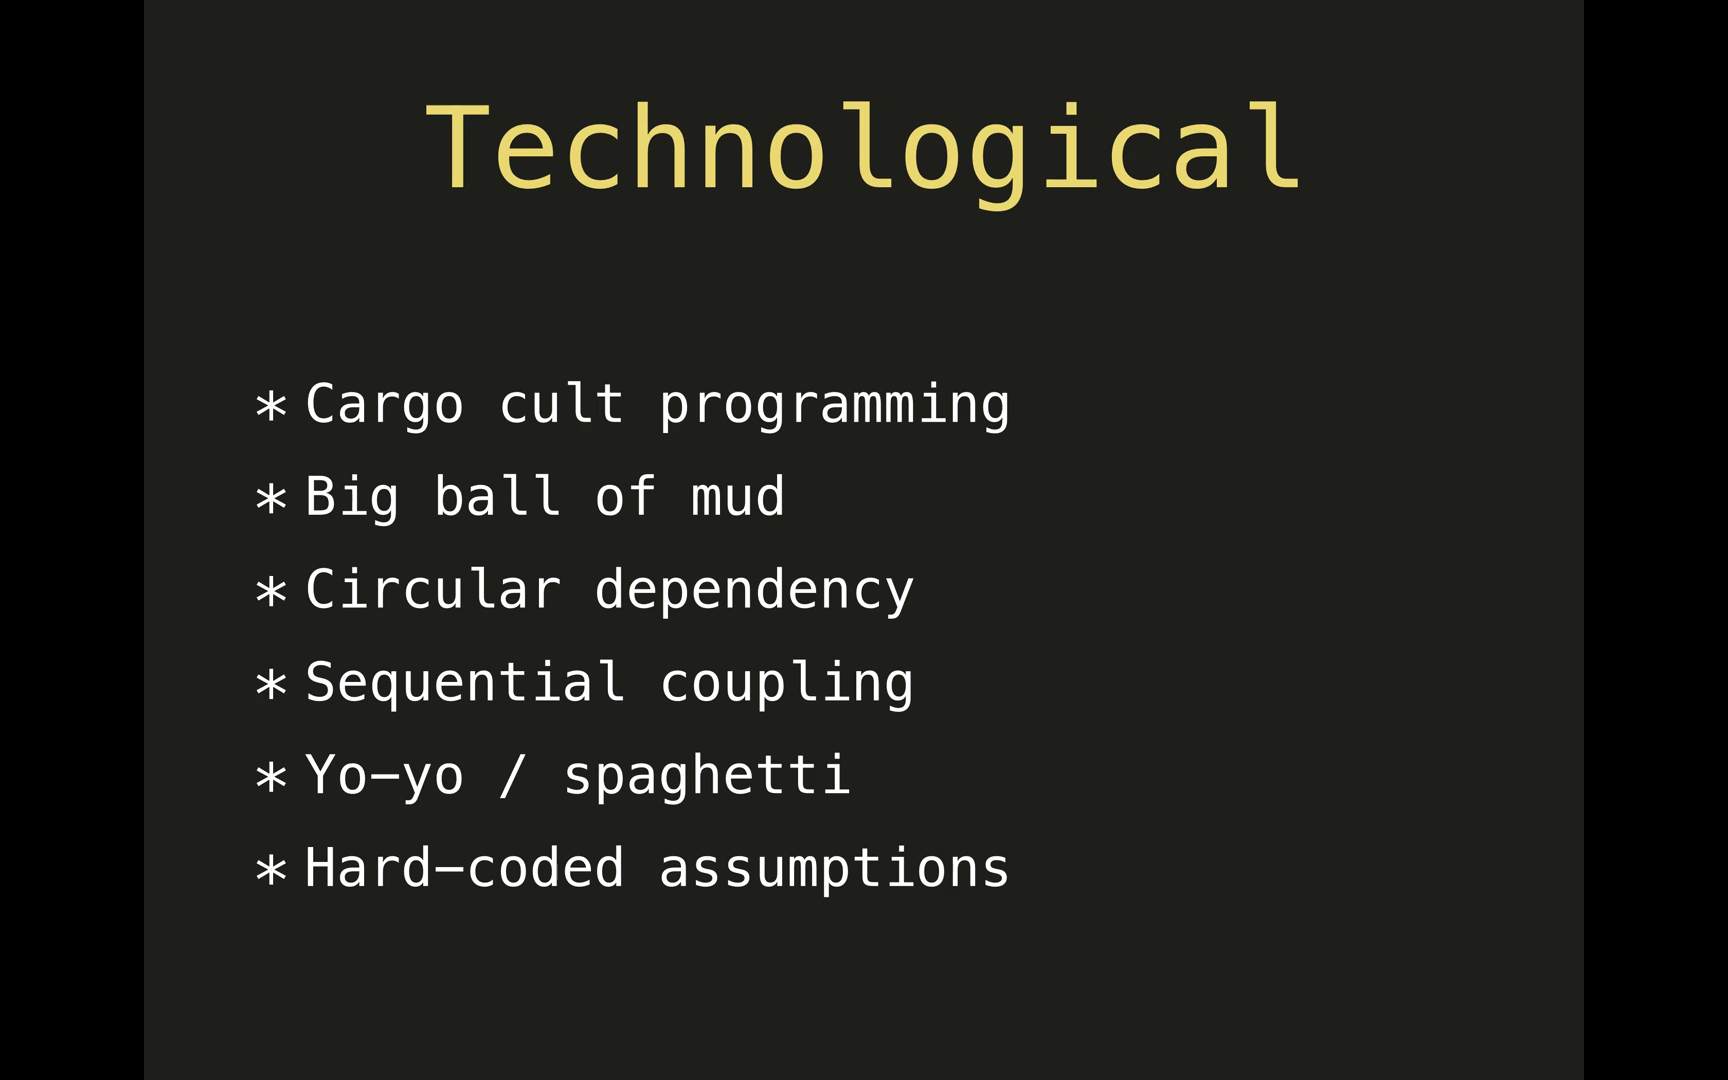 Technological
* Cargo cult programming
* Big ball of mud
* Circular dependency
* Sequential coupling
* Yo-yo / spaghetti
* Hard-coded assumptions